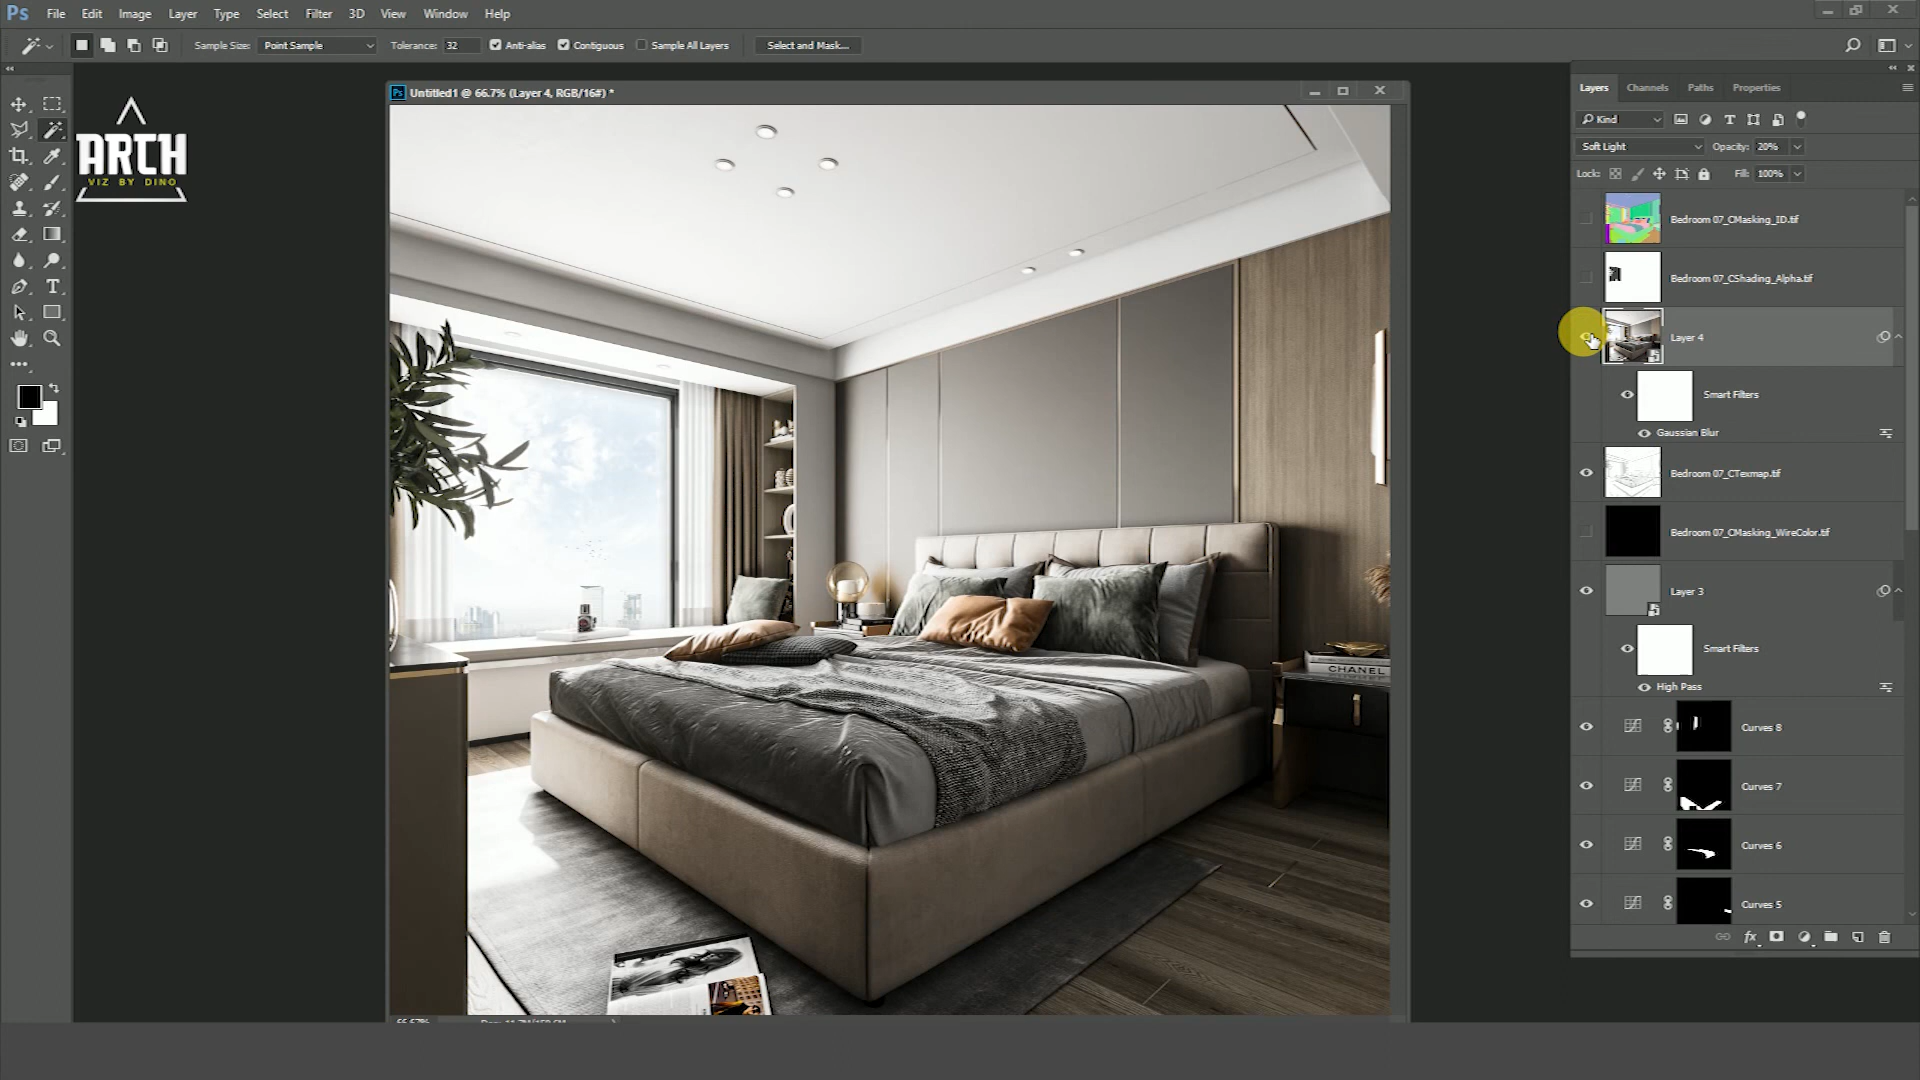 Ps File Edit Image Layer Type Select Filter 3D View Window Help
Sample Size: Point Sample Tolerance: 32 Anti-alias Contiguous Sample All Layers Select and Mask...
Ps Untitled1 @ 66.7% (Layer 4, RGB/16#) *
ARCH
VIZ BY DINO
CHANEL
Layers Channels Paths Properties
Kind
Soft Light Opacity: 20%
Lock: Fill: 100%
Bedroom 07_CMasking_ID.tif
Bedroom 07_CShading_Alpha.tif
Layer 4
Smart Filters
Gaussian Blur
Bedroom 07_CTexmap.tif
Bedroom 07_CMasking_WireColor.tif
Layer 3
Smart Filters
High Pass
Curves 8
Curves 7
Curves 6
Curves 5
fx